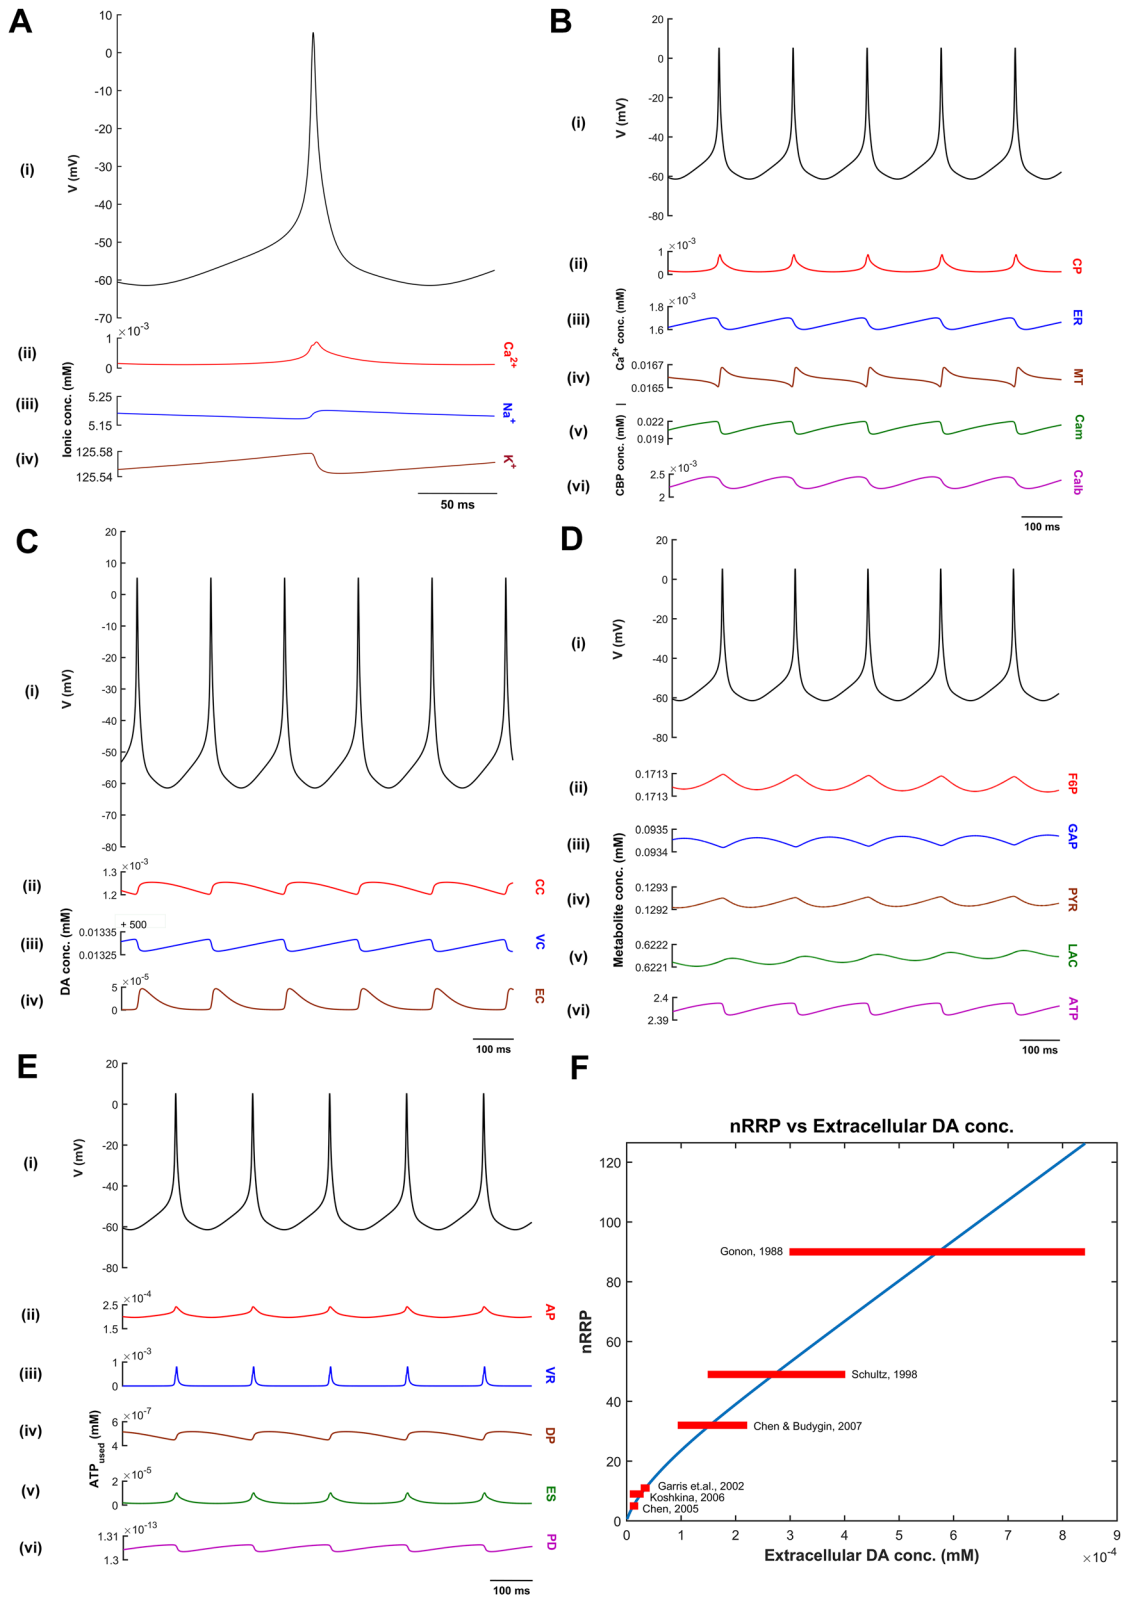 A
10
0
-10
-20
-30
-40
-50
-60
-70
V (mV)
(i)
×10-3
1
0
(ii)
Ca2+
5.25
5.15
(iii)
Na+
125.58
125.54
(iv)
K+
Ionic conc. (mM)
50 ms
B
20
0
-20
-40
-60
-80
V (mV)
(i)
×10-3
1
0
(ii)
CP
×10-3
1.8
1.6
(iii)
ER
0.0167
0.0165
(iv)
MT
0.022
0.019
(v)
Cam
×10-3
2.5
2
(vi)
Calb
CBP conc. (mM) | Ca2+ conc. (mM)
100 ms
C
20
10
0
-10
-20
-30
-40
-50
-60
-70
-80
V (mV)
(i)
×10-3
1.3
1.2
(ii)
CC
+ 500
0.01335
0.01325
(iii)
VC
×10-5
5
0
(iv)
EC
DA conc. (mM)
100 ms
D
20
0
-20
-40
-60
-80
V (mV)
(i)
0.1713
0.1713
(ii)
F6P
0.0935
0.0934
(iii)
GAP
0.1293
0.1292
(iv)
PYR
0.6222
0.6221
(v)
LAC
2.4
2.39
(vi)
ATP
Metabolite conc. (mM)
100 ms
E
20
0
-20
-40
-60
-80
V (mV)
(i)
×10-4
2.5
1.5
(ii)
AP
×10-3
1
0
(iii)
VR
×10-7
6
4
(iv)
DP
×10-5
2
0
(v)
ES
×10-13
1.31
1.3
(vi)
PD
ATPused (mM)
100 ms
F
nRRP vs Extracellular DA conc.
120
100
80
60
40
20
0
nRRP
Gonon, 1988
Schultz, 1998
Chen & Budygin, 2007
Garris et.al., 2002
Koshkina, 2006
Chen, 2005
0 1 2 3 4 5 6 7 8 9
Extracellular DA conc. (mM)
×10-4